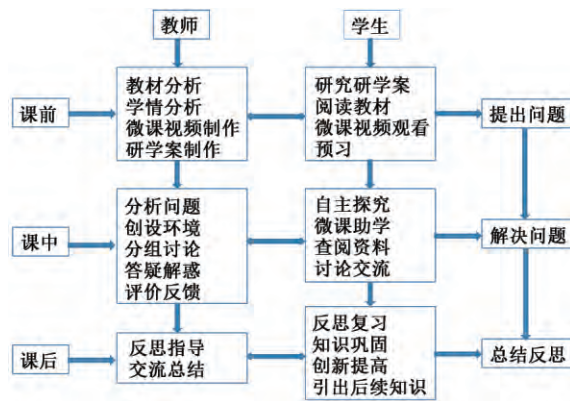 教师
学生
课前
教材分析
学情分析
微课视频制作
研学案制作
研究研学案
阅读教材
微课视频观看
预习
提出问题
课中
分析问题
创设环境
分组讨论
答疑解惑
评价反馈
自主探究
微课助学
查阅资料
讨论交流
解决问题
课后
反思指导
交流总结
反思复习
知识巩固
创新提高
引出后续知识
总结反思